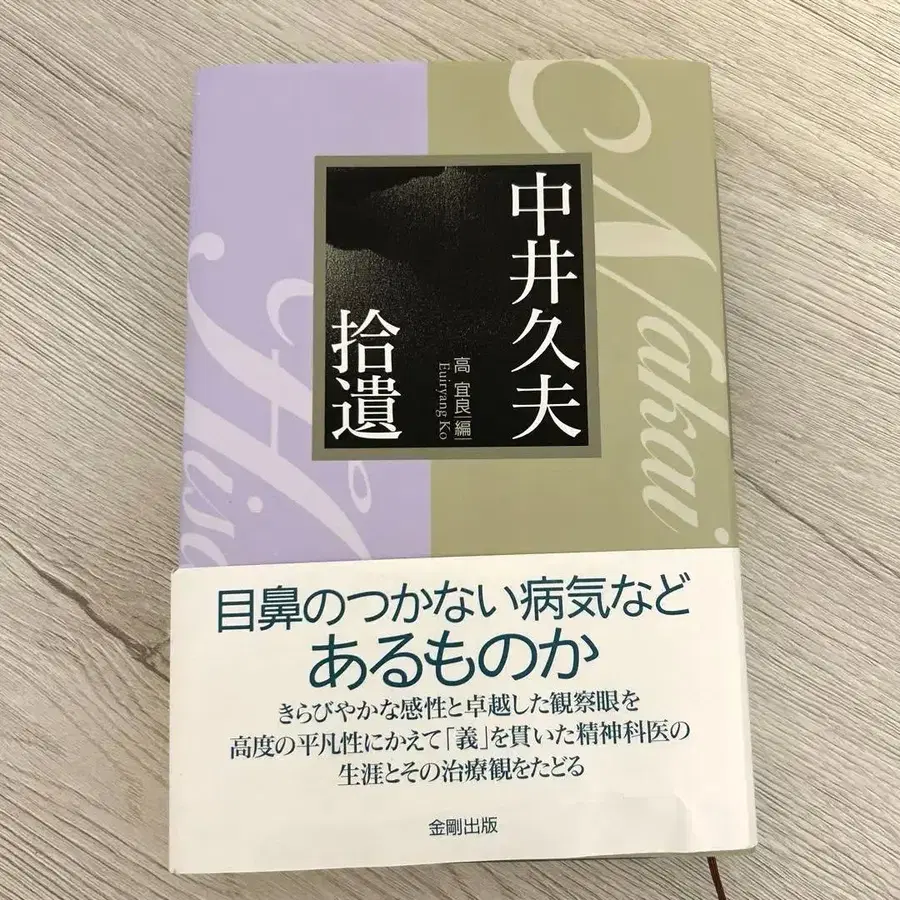 中井久夫
拾遺
高 宜良|編|
Euiryang Ko
Nakai
目鼻のつかない病気など
あるものか
きらびやかな感性と卓越した観察眼を
高度の平凡性にかえて「義」を貫いた精神科医の
生涯とその治療観をたどる
金剛出版